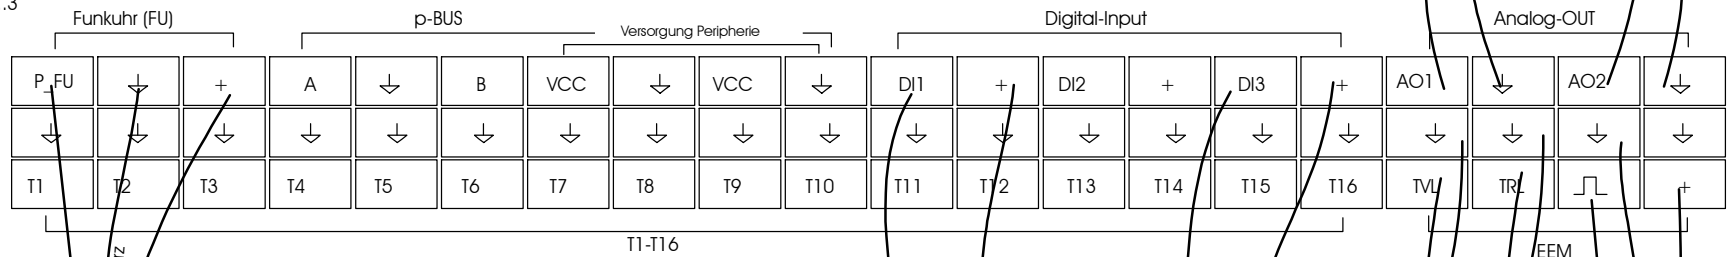 .3
Funkuhr (FU) p-BUS Versorgung Peripherie Digital-Input Analog-OUT
P_FU + A B VCC VCC DI1 + DI2 + DI3 + AO1 AO2
T1 T2 T3 T4 T5 T6 T7 T8 T9 T10 T11 T12 T13 T14 T15 T16 TVL TRL +
T1-T16 EEM
tz